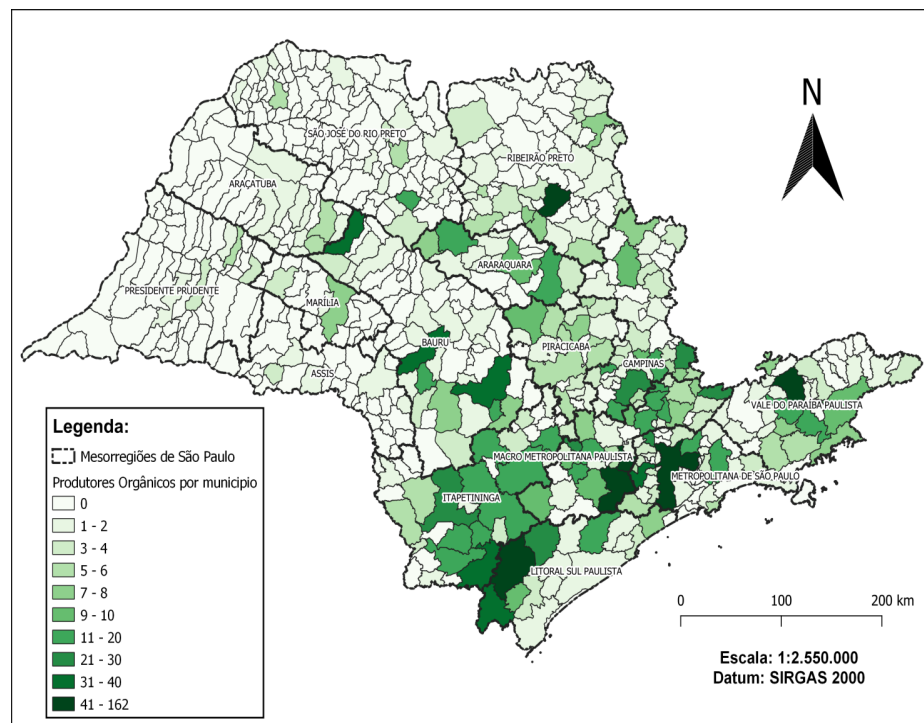 N
SÃO JOSÉ DO RIO PRETO
RIBEIRÃO PRETO
ARAÇATUBA
ARARAQUARA
PRESIDENTE PRUDENTE
MARÍLIA
BAURU
PIRACICABA
CAMPINAS
ASSIS
VALE DO PARAÍBA PAULISTA
MACRO METROPOLITANA PAULISTA
METROPOLITANA DE SÃO PAULO
ITAPETININGA
LITORAL SUL PAULISTA
Legenda:
Mesorregiões de São Paulo
Produtores Orgânicos por municipio
0
1 - 2
3 - 4
5 - 6
7 - 8
9 - 10
11 - 20
21 - 30
31 - 40
41 - 162
0 100 200 km
Escala: 1:2.550.000
Datum: SIRGAS 2000